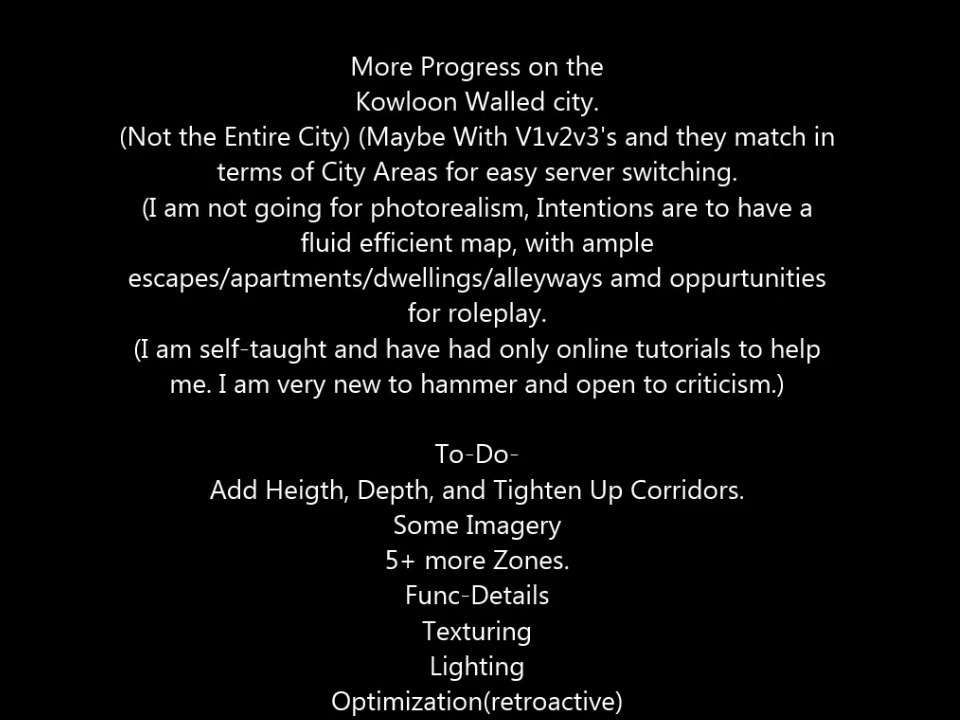 More Progress on the
Kowloon Walled city.
(Not the Entire City) (Maybe With V1v2v3's and they match in
terms of City Areas for easy server switching.
(I am not going for photorealism, Intentions are to have a
fluid efficient map, with ample
escapes/apartments/dwellings/alleyways amd oppurtunities
for roleplay.
(I am self-taught and have had only online tutorials to help
me. I am very new to hammer and open to criticism.)
To-Do-
Add Heigth, Depth, and Tighten Up Corridors.
Some Imagery
5+ more Zones.
Func-Details
Texturing
Lighting
Optimization(retroactive)